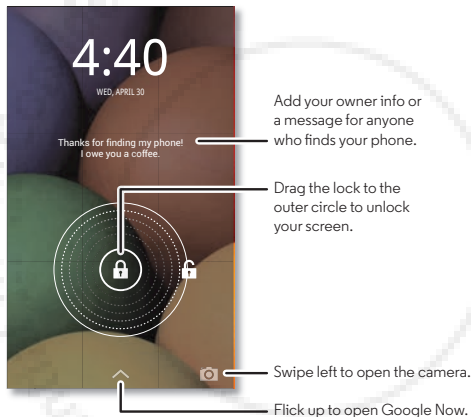 4:40
WED, APRIL 30
Thanks for finding my phone!
I owe you a coffee.
Add your owner info or
a message for anyone
who finds your phone.
Drag the lock to the
outer circle to unlock
your screen.
Swipe left to open the camera.
Flick up to open Google Now.